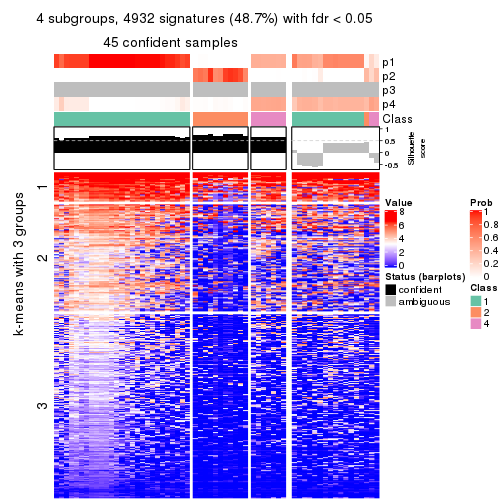 4 subgroups, 4932 signatures (48.7%) with fdr < 0.05
45 confident samples
p1
p2
p3
p4
Class
1
0.5
0
-0.5
Silhouette
score
k-means with 3 groups
1
2
3
Value
8
6
4
2
0
Status (barplots)
confident
ambiguous
Prob
1
0.8
0.6
0.4
0.2
0
Class
1
2
4